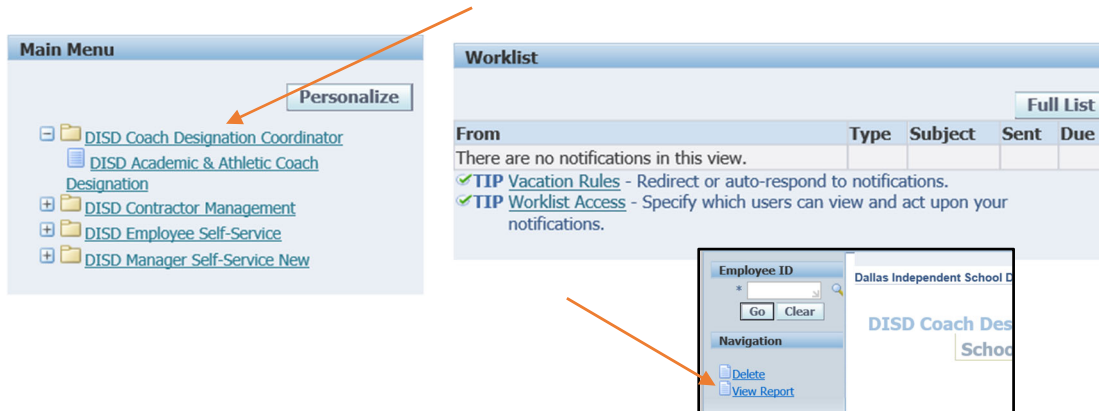 Main Menu
Personalize
DISD Coach Designation Coordinator
DISD Academic & Athletic Coach
Designation
DISD Contractor Management
DISD Employee Self-Service
DISD Manager Self-Service New
Worklist
Full List
From Type Subject Sent Due
There are no notifications in this view.
TIP Vacation Rules - Redirect or auto-respond to notifications.
TIP Worklist Access - Specify which users can view and act upon your
notifications.
Employee ID
*
Go Clear
Navigation
Delete
View Report
Dallas Independent School D
DISD Coach Des
Schoo